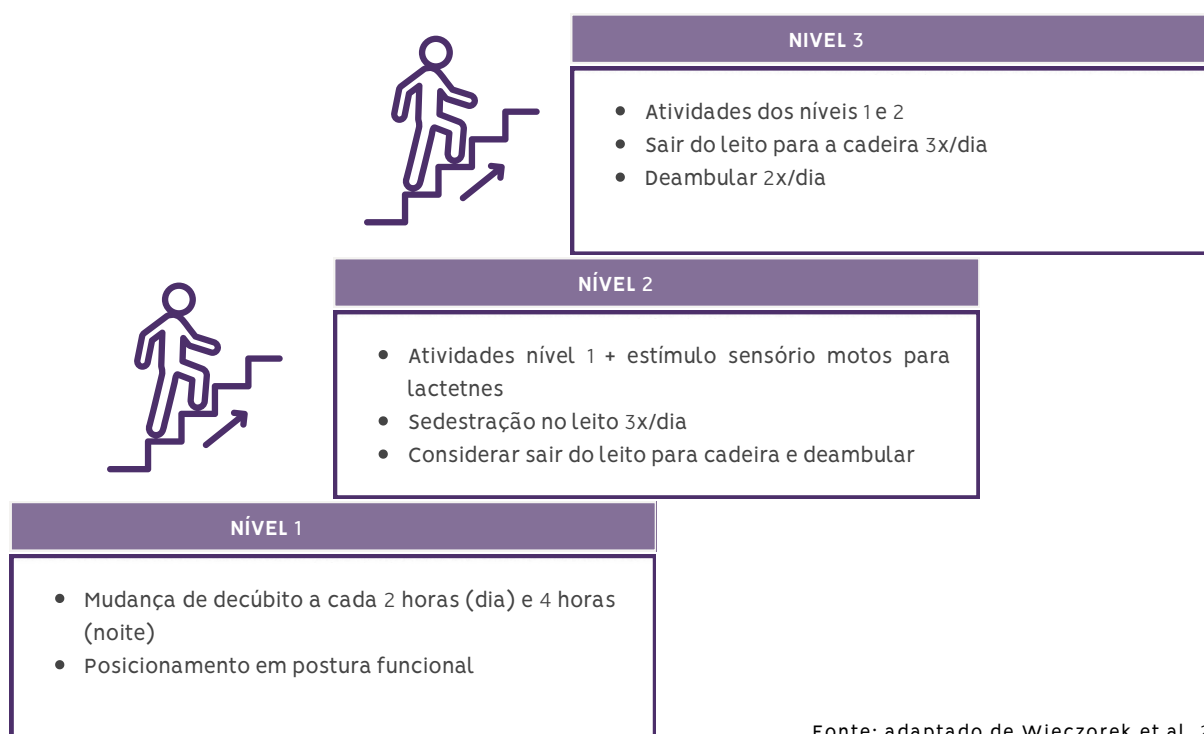 NIVEL 3
Atividades dos níveis 1 e 2
Sair do leito para a cadeira 3x/dia
Deambular 2x/dia
NÍVEL 2
Atividades nível 1 + estímulo sensório motos para
lactetnes
Sedestração no leito 3x/dia
Considerar sair do leito para cadeira e deambular
NÍVEL 1
Mudança de decúbito a cada 2 horas (dia) e 4 horas
(noite)
Posicionamento em postura funcional
Fonte: adaptado de Wieczorek et al.